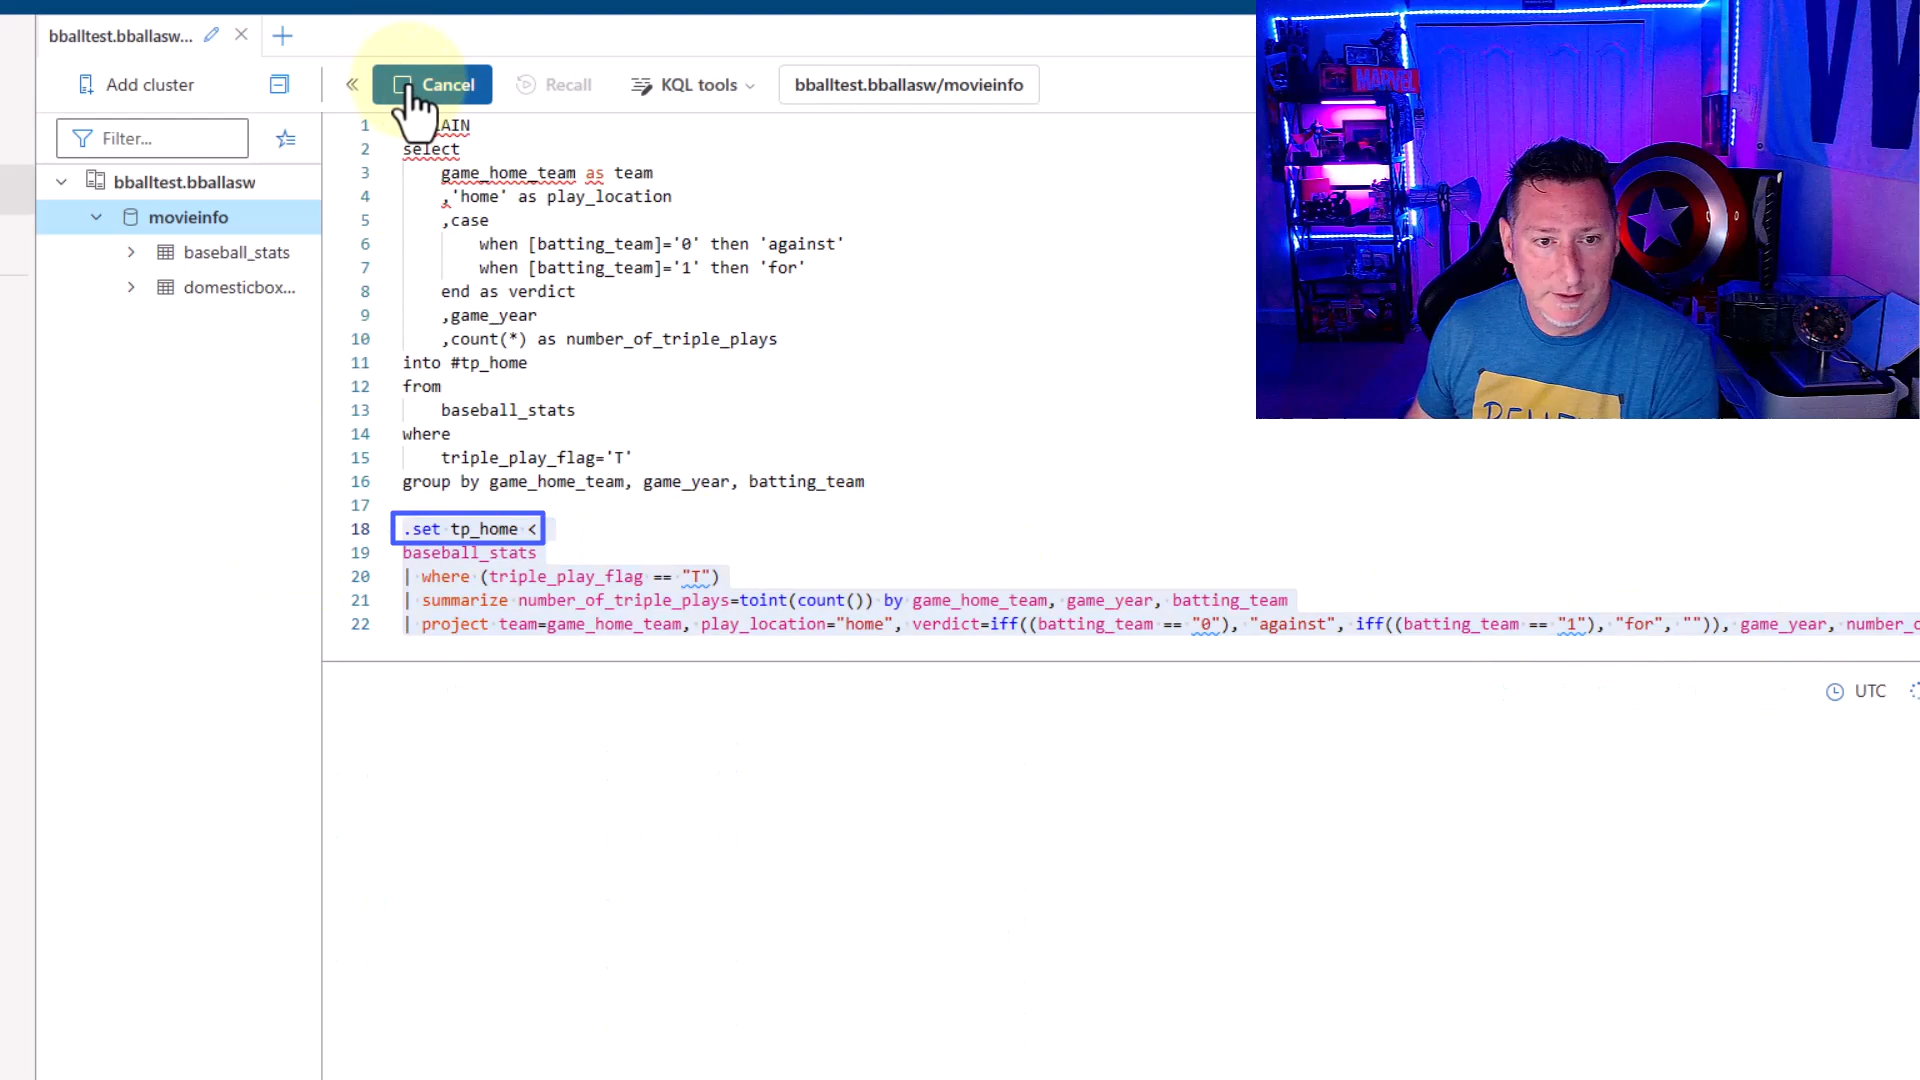 bballtest.bballasw...
Add cluster
Cancel
Recall
KQL tools
bballtest.bballasw/movieinfo
Filter...
bballtest.bballasw
movieinfo
baseball_stats
domesticbox...
1 AIN
2 select
3 game_home_team as team
4 ,'home' as play_location
5 ,case
6 when [batting_team]='0' then 'against'
7 when [batting_team]='1' then 'for'
8 end as verdict
9 ,game_year
10 ,count(*) as number_of_triple_plays
11 into #tp_home
12 from
13 baseball_stats
14 where
15 triple_play_flag='T'
16 group by game_home_team, game_year, batting_team
17
18 .set tp_home <
19 baseball_stats
20 | where (triple_play_flag == "T")
21 | summarize number_of_triple_plays=toint(count()) by game_home_team, game_year, batting_team
22 | project team=game_home_team, play_location="home", verdict=iff((batting_team == "0"), "against", iff((batting_team == "1"), "for", "")), game_year, number_o
UTC
MARVEL
W